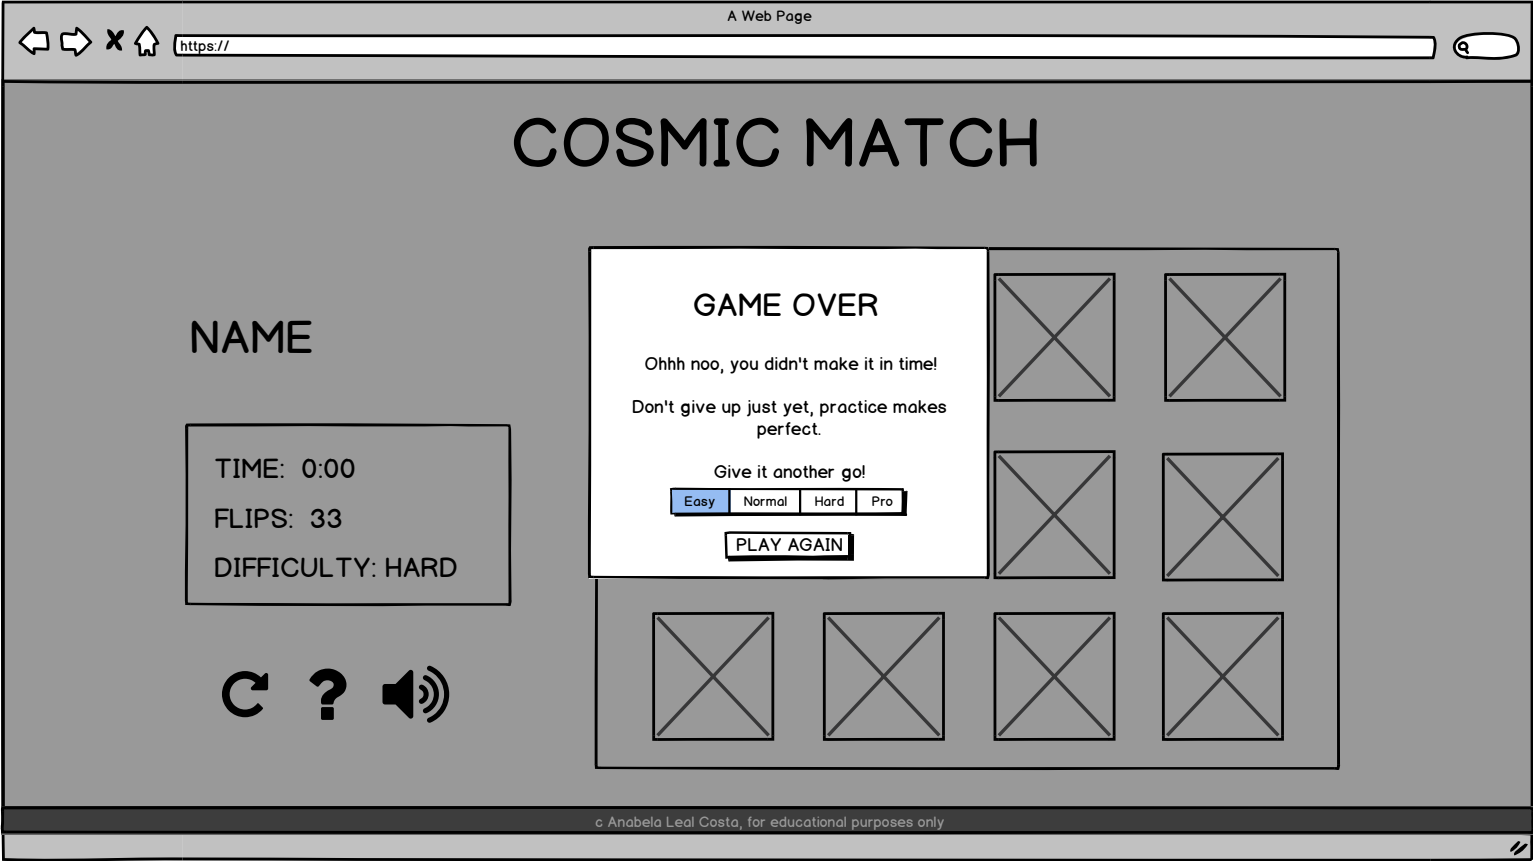 A Web Page
https://
COSMIC MATCH
NAME
TIME: 0:00
FLIPS: 33
DIFFICULTY: HARD
GAME OVER
Ohhh noo, you didn't make it in time!
Don't give up just yet, practice makes
perfect.
Give it another go!
Easy Normal Hard Pro
PLAY AGAIN
c Anabela Leal Costa, for educational purposes only